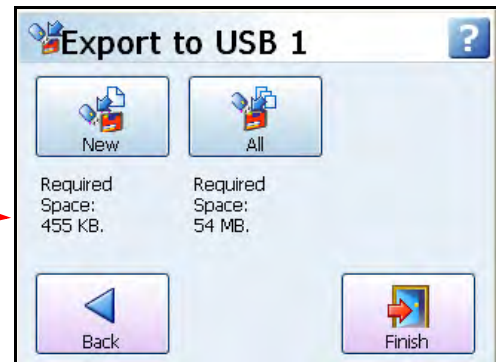 Export to USB 1
?
New
All
Required
Space:
455 KB.
Required
Space:
54 MB.
Back
Finish